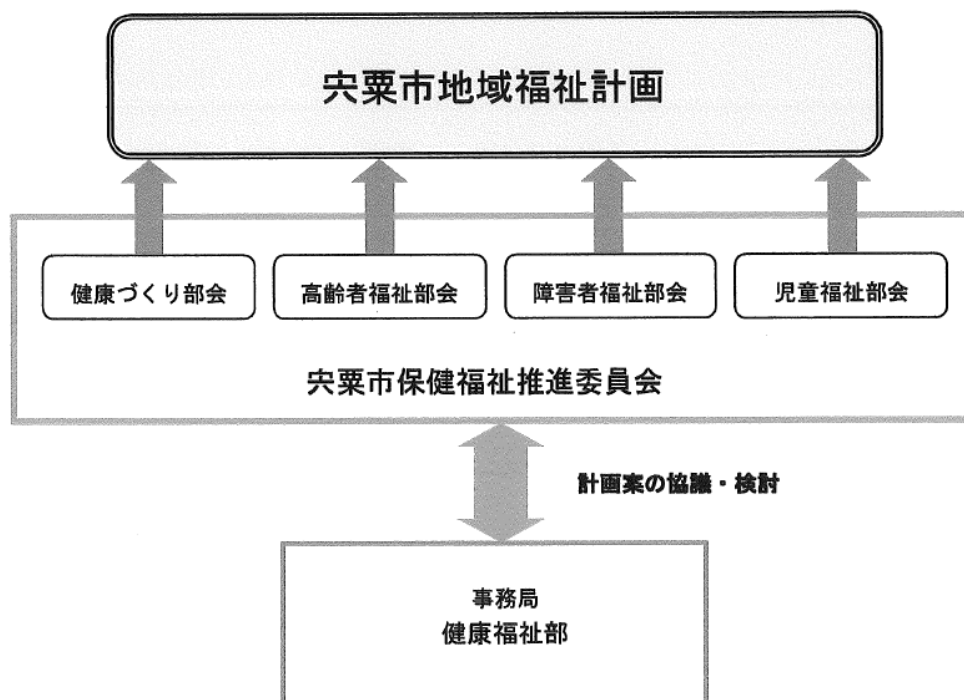 宍粟市地域福祉計画
健康づくり部会
高齢者福祉部会
障害者福祉部会
児童福祉部会
宍粟市保健福祉推進委員会
計画案の協議・検討
事務局
健康福祉部